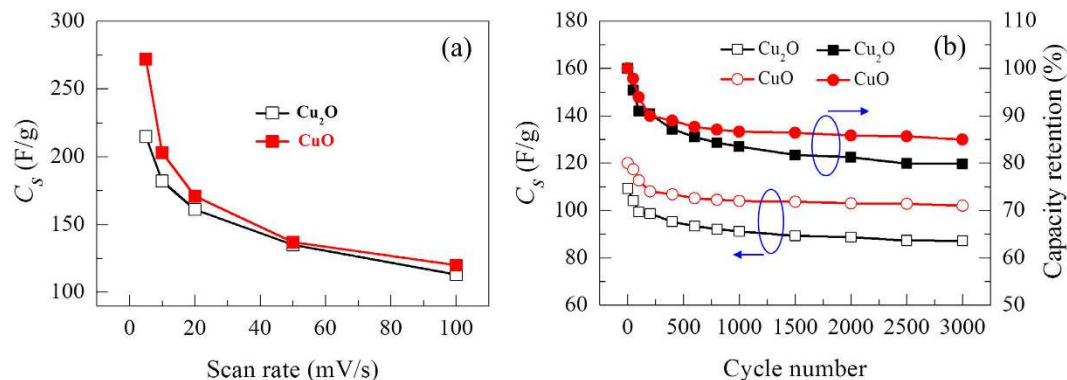 300
250
200
150
100
0
20
40
60
80
100
C_s (F/g)
Scan rate (mV/s)
(a)
Cu₂O
CuO
180
160
140
120
100
80
60
0
500
1000
1500
2000
2500
3000
C_s (F/g)
Cycle number
110
100
90
80
70
60
50
Capacity retention (%)
(b)
Cu₂O
Cu₂O
CuO
CuO